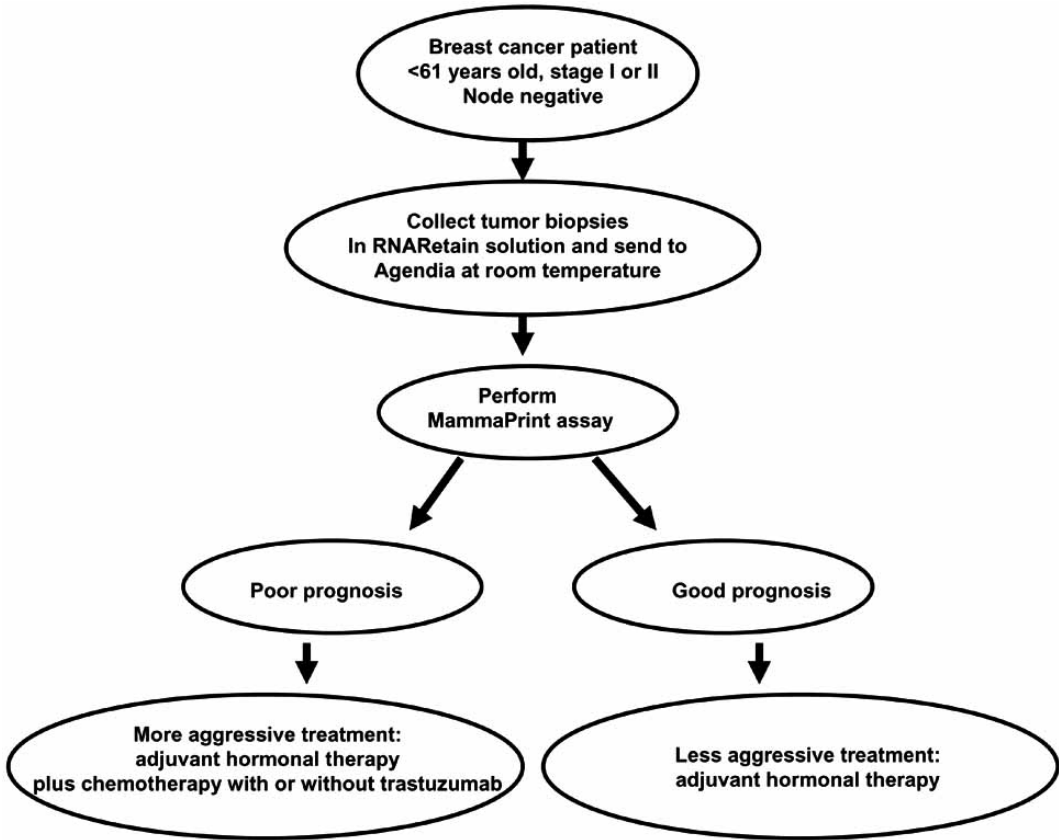 Breast cancer patient
<61 years old, stage I or II
Node negative
Collect tumor biopsies
In RNARetain solution and send to
Agendia at room temperature
Perform
MammaPrint assay
Poor prognosis
Good prognosis
More aggressive treatment:
adjuvant hormonal therapy
plus chemotherapy with or without trastuzumab
Less aggressive treatment:
adjuvant hormonal therapy